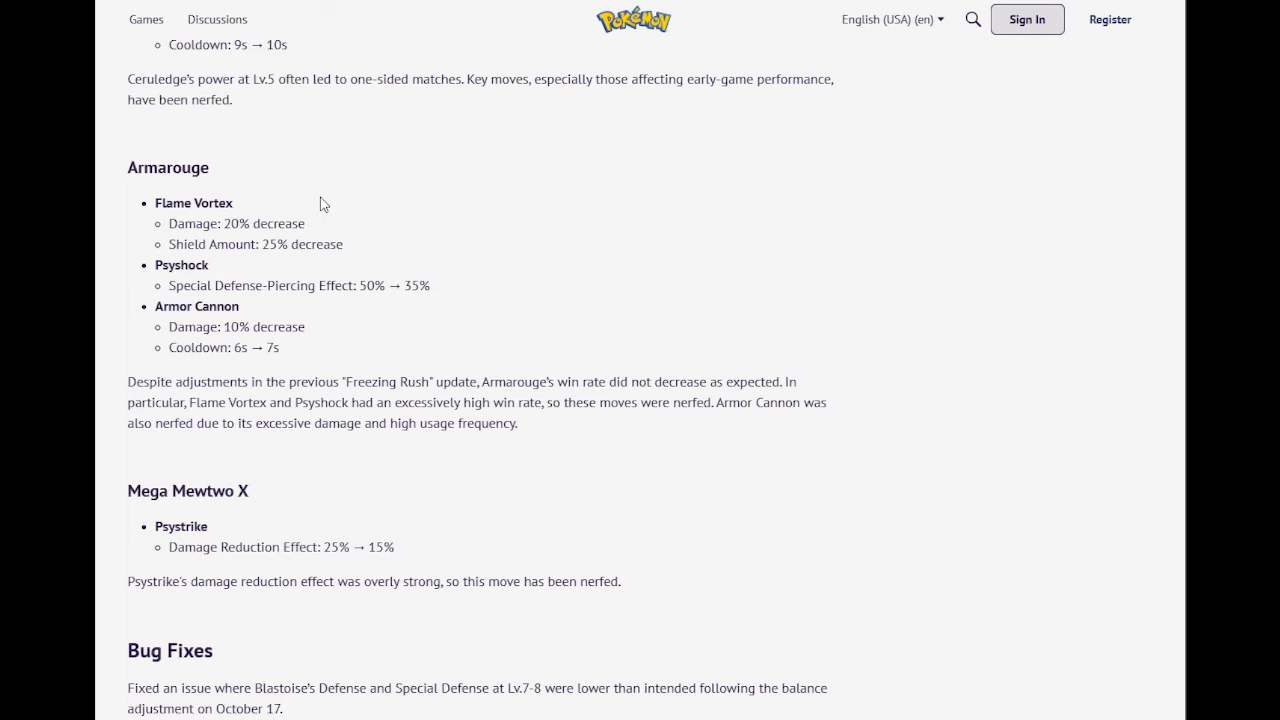 Games Discussions Pokémon English (USA) (en) Sign In Register
Cooldown: 9s → 10s
Ceruledge’s power at Lv.5 often led to one-sided matches. Key moves, especially those affecting early-game performance,
have been nerfed.
Armarouge
Flame Vortex
Damage: 20% decrease
Shield Amount: 25% decrease
Psyshock
Special Defense-Piercing Effect: 50% → 35%
Armor Cannon
Damage: 10% decrease
Cooldown: 6s → 7s
Despite adjustments in the previous "Freezing Rush" update, Armarouge’s win rate did not decrease as expected. In
particular, Flame Vortex and Psyshock had an excessively high win rate, so these moves were nerfed. Armor Cannon was
also nerfed due to its excessive damage and high usage frequency.
Mega Mewtwo X
Psystrike
Damage Reduction Effect: 25% → 15%
Psystrike's damage reduction effect was overly strong, so this move has been nerfed.
Bug Fixes
Fixed an issue where Blastoise’s Defense and Special Defense at Lv.7-8 were lower than intended following the balance
adjustment on October 17.